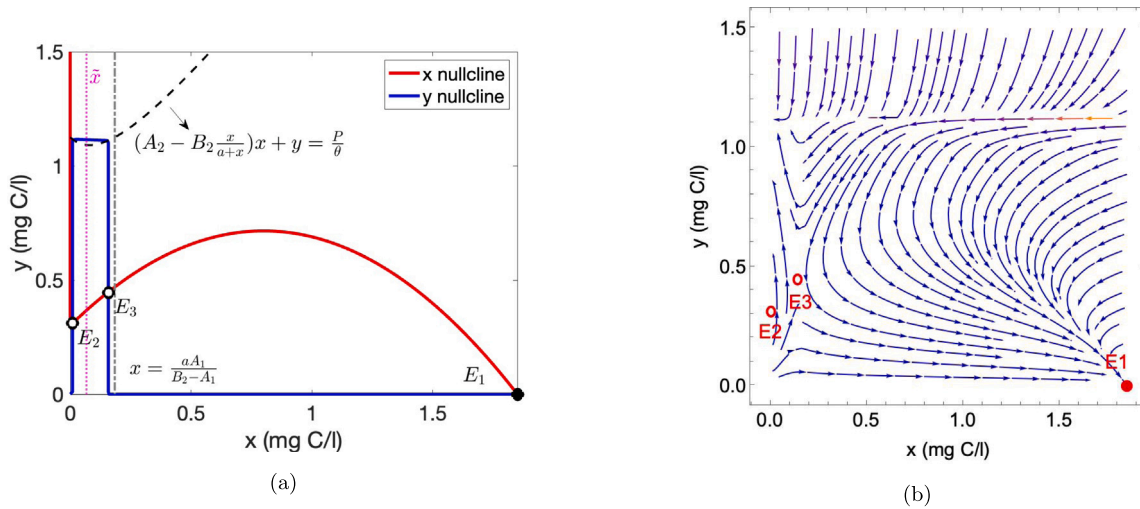 1.5
1
0.5
0
y (mg C/l)
0
0.5
1
1.5
x (mg C/l)
x̃
x nullcline
y nullcline
(A₂ − B₂ x/(a+x))x + y = P/θ
E₂
E₃
x = aA₁/(B₂−A₁)
E₁
(a)
1.5
1.0
0.5
0.0
y (mg C/l)
E3
E2
E1
0.0
0.5
1.0
1.5
x (mg C/l)
(b)